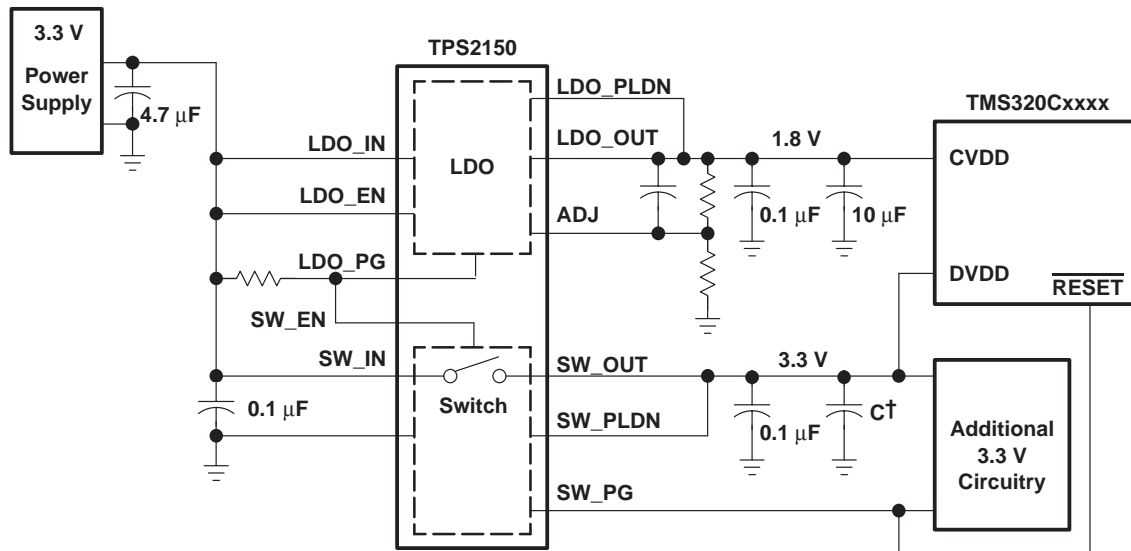 3.3 V
Power
Supply
4.7 μF
TPS2150
LDO_PLDN
TMS320Cxxxx
LDO_IN
LDO
LDO_OUT
1.8 V
CVDD
LDO_EN
ADJ
0.1 μF
10 μF
LDO_PG
DVDD
RESET
SW_EN
SW_IN
SW_OUT
3.3 V
0.1 μF
Switch
SW_PLDN
0.1 μF
C†
Additional
3.3 V
Circuitry
SW_PG